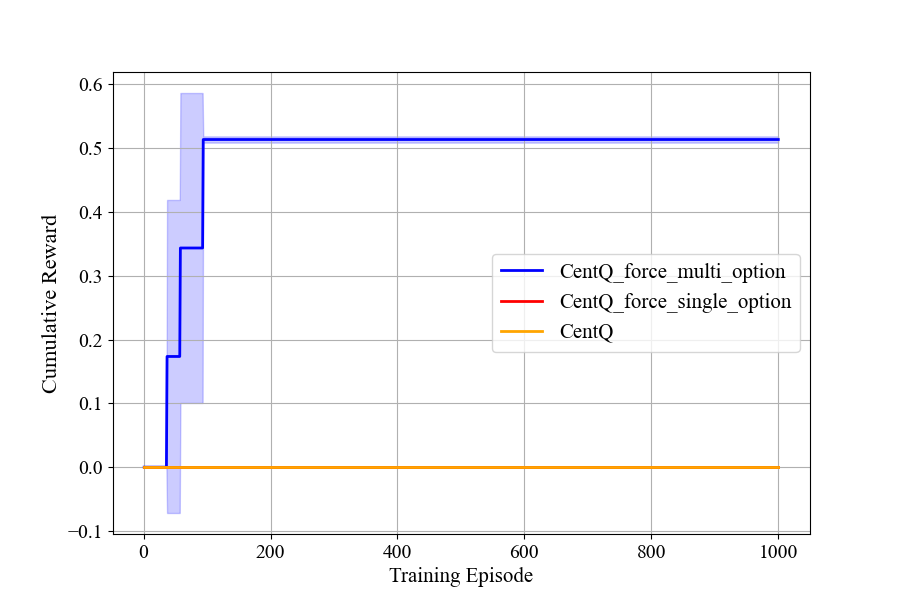 0.6
0.5
0.4
0.3
0.2
0.1
0.0
−0.1
Cumulative Reward
CentQ_force_multi_option
CentQ_force_single_option
CentQ
0 200 400 600 800 1000
Training Episode